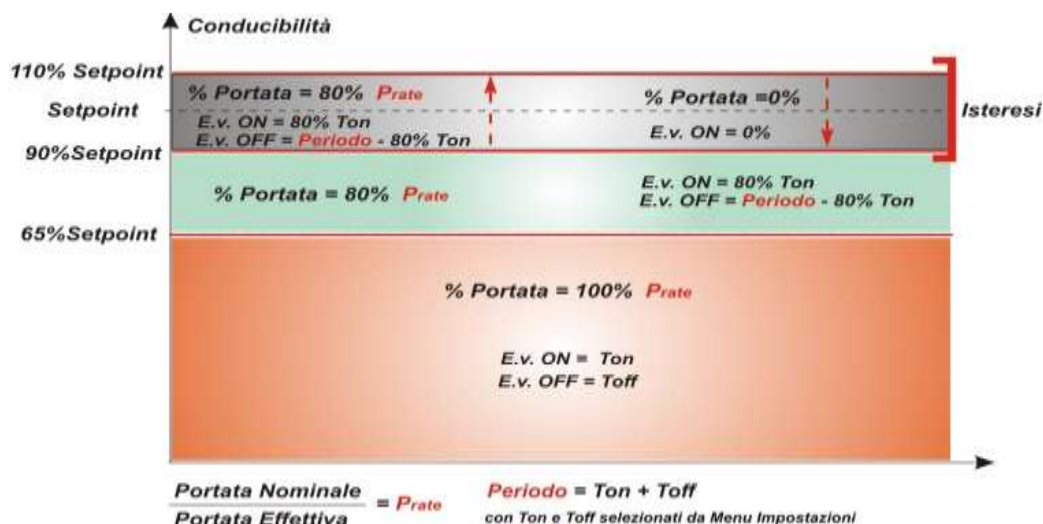 Conducibilità
110% Setpoint
% Portata = 80% Prate
% Portata =0%
Setpoint
Isteresi
E.v. ON = 80% Ton
E.v. OFF = Periodo - 80% Ton
E.v. ON = 0%
90%Setpoint
% Portata = 80% Prate
E.v. ON = 80% Ton
E.v. OFF = Periodo - 80% Ton
65%Setpoint
% Portata = 100% Prate
E.v. ON = Ton
E.v. OFF = Toff
Portata Nominale
Portata Effettiva
= Prate
Periodo = Ton + Toff
con Ton e Toff selezionati da Menu Impostazioni